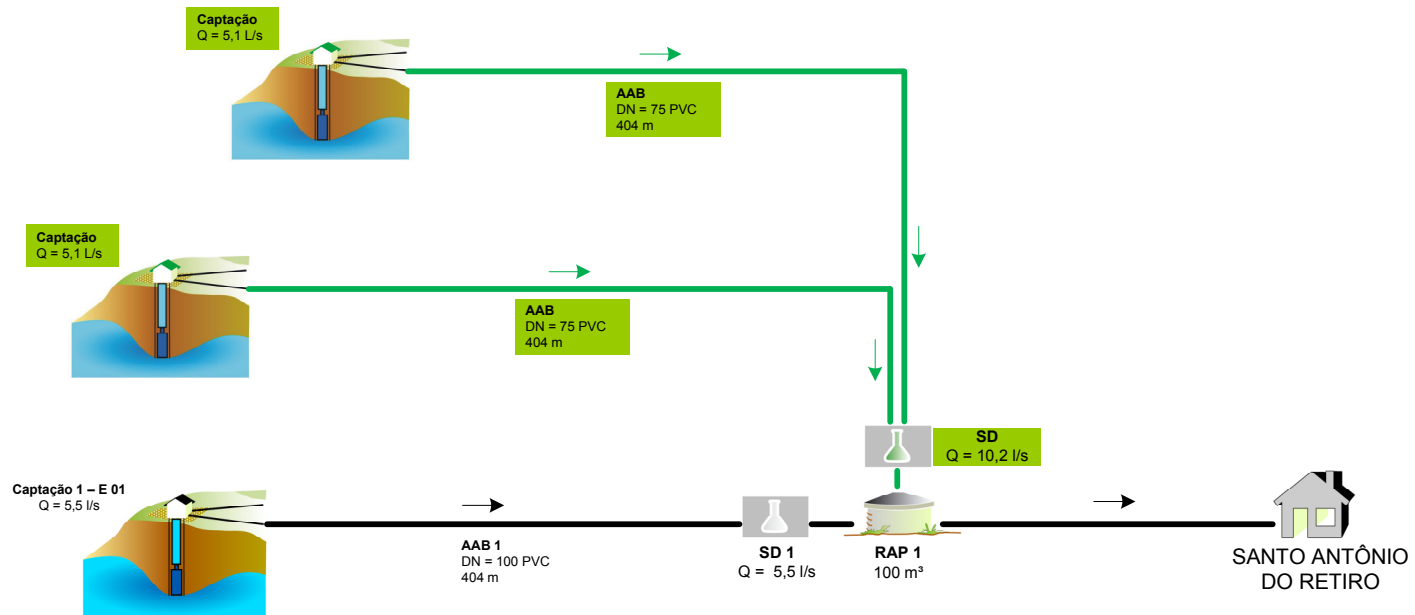 Captação
Q = 5,1 L/s
AAB
DN = 75 PVC
404 m
Captação
Q = 5,1 L/s
AAB
DN = 75 PVC
404 m
SD
Q = 10,2 l/s
Captação 1 – E 01
Q = 5,5 l/s
AAB 1
DN = 100 PVC
404 m
SD 1
Q = 5,5 l/s
RAP 1
100 m³
SANTO ANTÔNIO
DO RETIRO